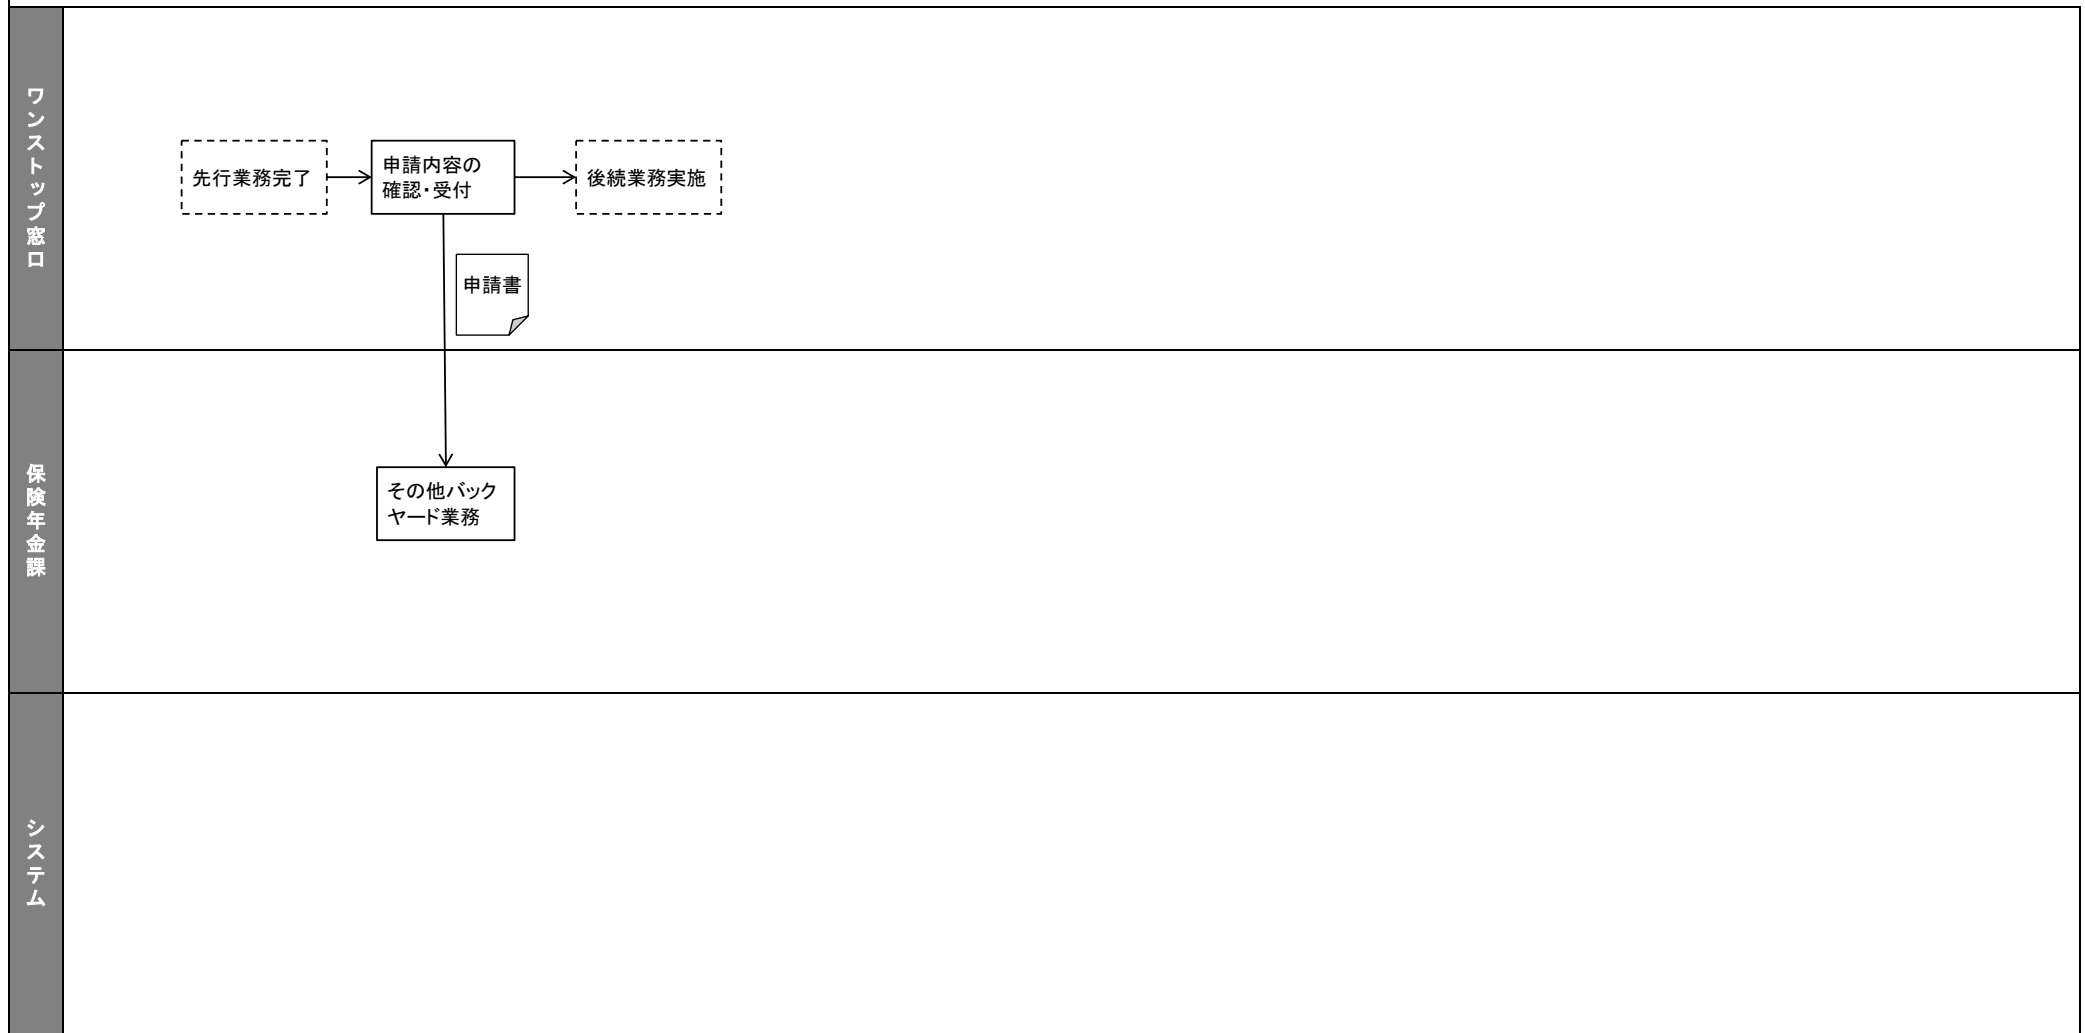 ワンストップ窓口
先行業務完了
申請内容の
確認・受付
後続業務実施
申請書
保険年金課
その他バック
ヤード業務
システム